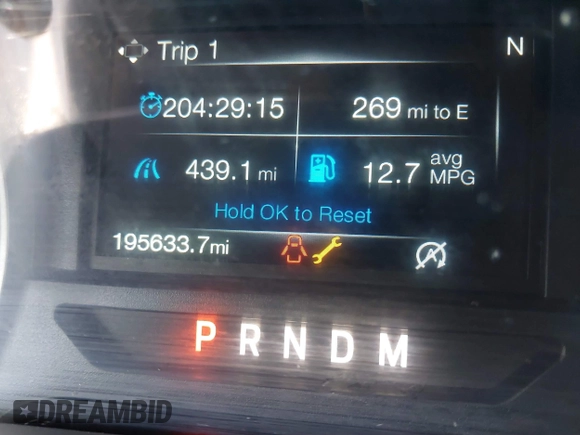 Trip 1
N
204:29:15
269 mi to E
439.1 mi
12.7 avg MPG
Hold OK to Reset
195633.7mi
P R N D M
DREAMBID